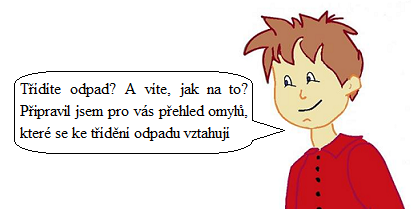 Třídíte odpad? A víte, jak na to?
Připravil jsem pro vás přehled omylů,
které se ke třídění odpadu vztahují